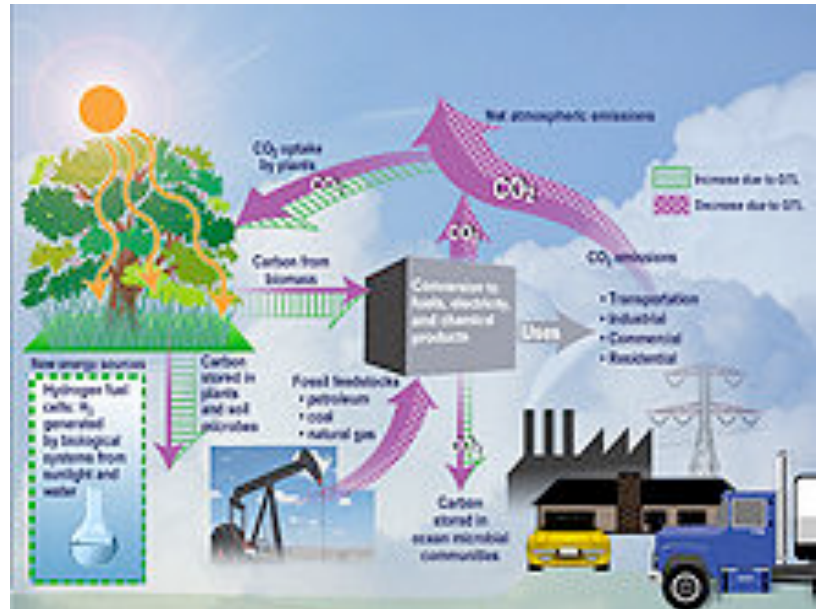 Net atmospheric emissions
CO₂ uptake
by plants
CO₂
CO₂
Increase due to GTL
Decrease due to GTL
CO₂
CO₂ emissions
Carbon from
biomass
Conversion to
fuels, electricity,
and chemical
products
Uses
• Transportation
• Industrial
• Commercial
• Residential
New energy sources
Hydrogen fuel
cells: H₂
generated
by biological
systems from
sunlight and
water
Carbon
stored in
plants
and soil
microbes
Fossil feedstocks
• petroleum
• coal
• natural gas
CO₂
Carbon
stored in
ocean microbial
communities